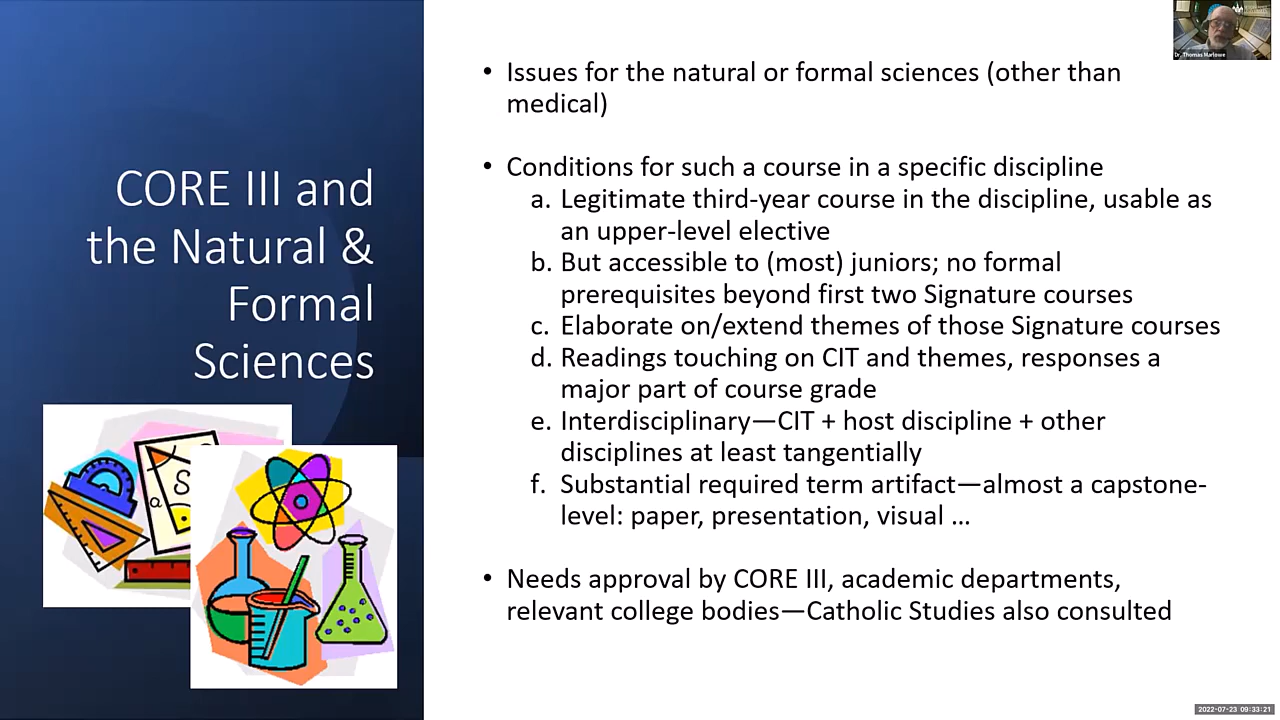 CORE III and
the Natural &
Formal
Sciences
• Issues for the natural or formal sciences (other than
medical)
• Conditions for such a course in a specific discipline
a. Legitimate third-year course in the discipline, usable as
an upper-level elective
b. But accessible to (most) juniors; no formal
prerequisites beyond first two Signature courses
c. Elaborate on/extend themes of those Signature courses
d. Readings touching on CIT and themes, responses a
major part of course grade
e. Interdisciplinary—CIT + host discipline + other
disciplines at least tangentially
f. Substantial required term artifact—almost a capstone-
level: paper, presentation, visual …
• Needs approval by CORE III, academic departments,
relevant college bodies—Catholic Studies also consulted
S
a
Dr. Thomas Marlowe
2022-07-23 09:33:21